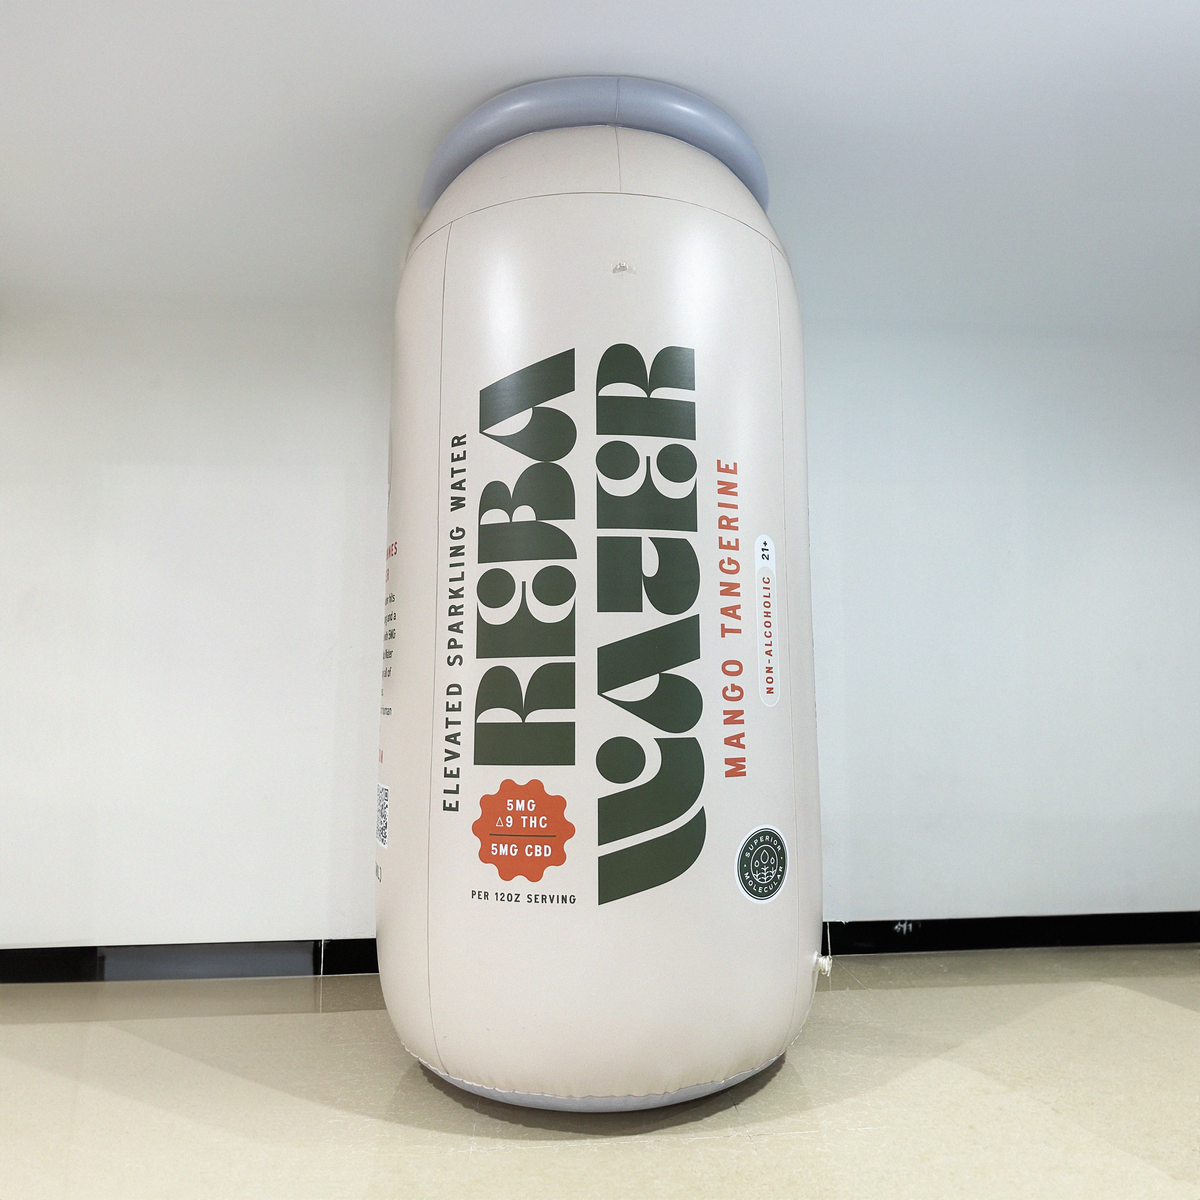 ELEVATED SPARKLING WATER
REBA
WATER
MANGO TANGERINE
NON-ALCOHOLIC 21+
5MG
Δ9 THC
5MG CBD
PER 12OZ SERVING
SUPERIOR
MOLECULAR